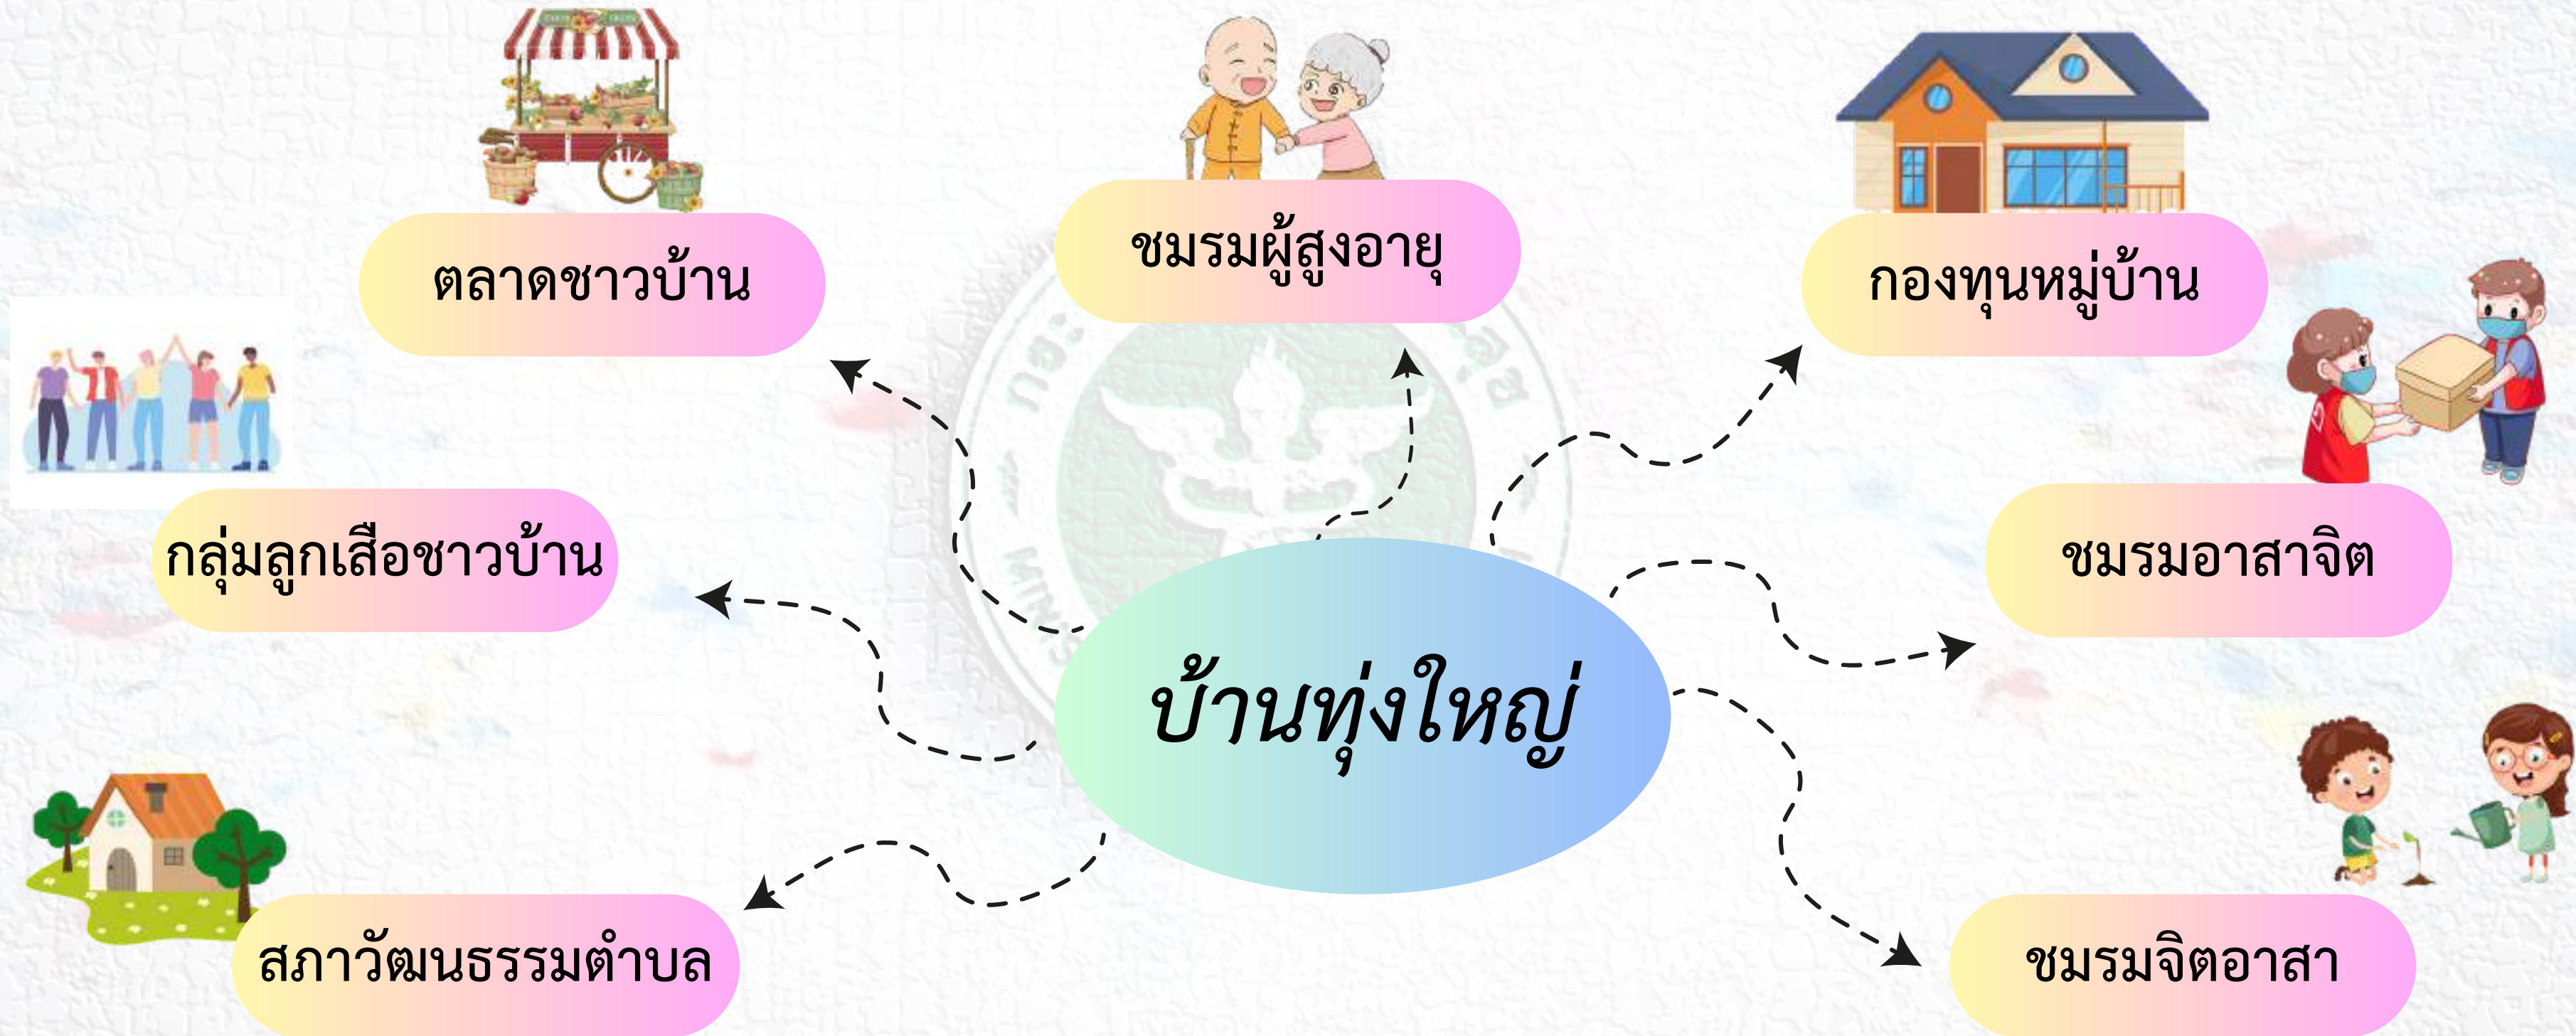 ตลาดชาวบ้าน
ชมรมผู้สูงอายุ
กองทุนหมู่บ้าน
กลุ่มลูกเสือชาวบ้าน
ชมรมอาสาจิต
บ้านทุ่งใหญ่
สภาวัฒนธรรมตำบล
ชมรมจิตอาสา